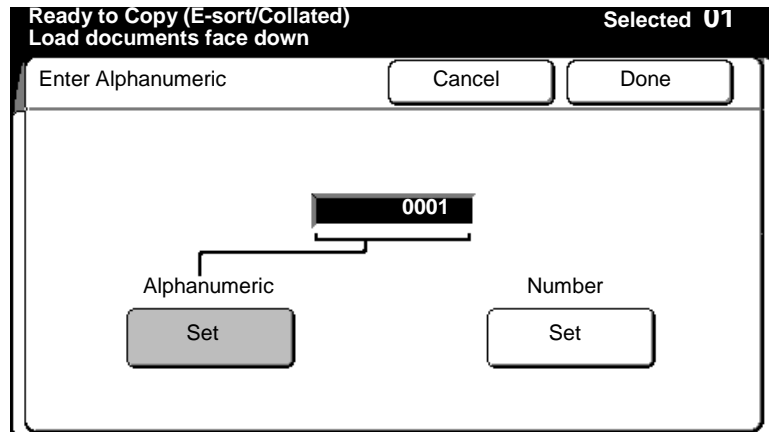 Ready to Copy (E-sort/Collated) Selected 01
Load documents face down
Enter Alphanumeric Cancel Done
0001
Alphanumeric Number
Set Set